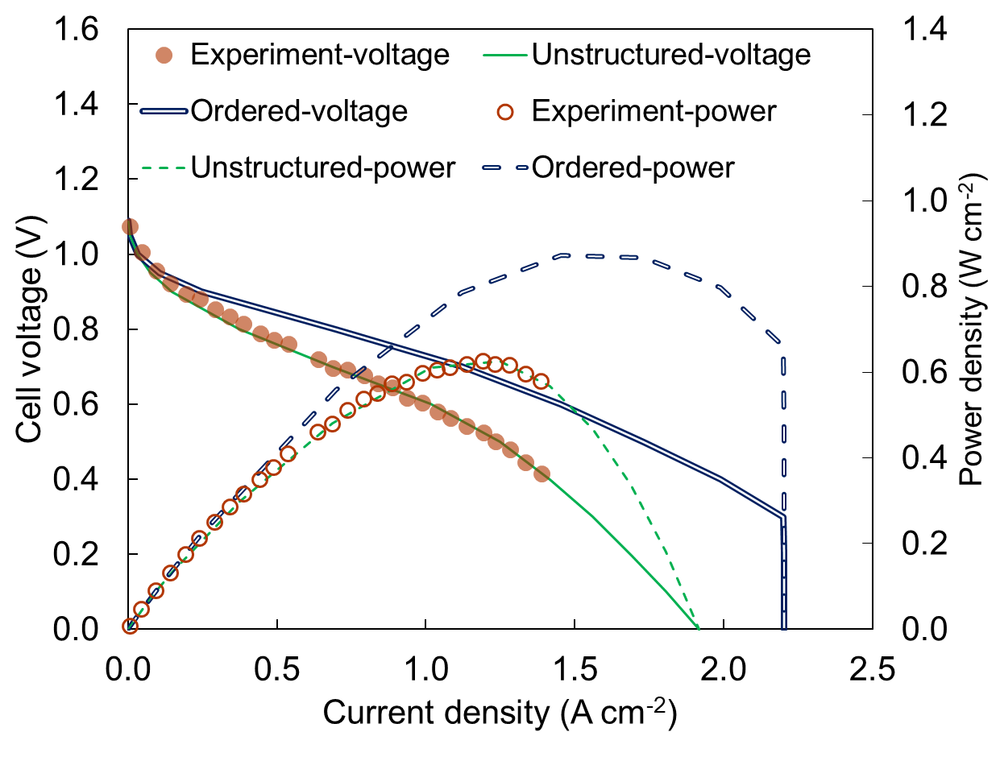 1.6
1.4
1.2
1.0
0.8
0.6
0.4
0.2
0.0
Cell voltage (V)
Experiment-voltage
Unstructured-voltage
Ordered-voltage
Experiment-power
Unstructured-power
Ordered-power
1.4
1.2
1.0
0.8
0.6
0.4
0.2
0.0
Power density (W cm⁻²)
0.0 0.5 1.0 1.5 2.0 2.5
Current density (A cm⁻²)